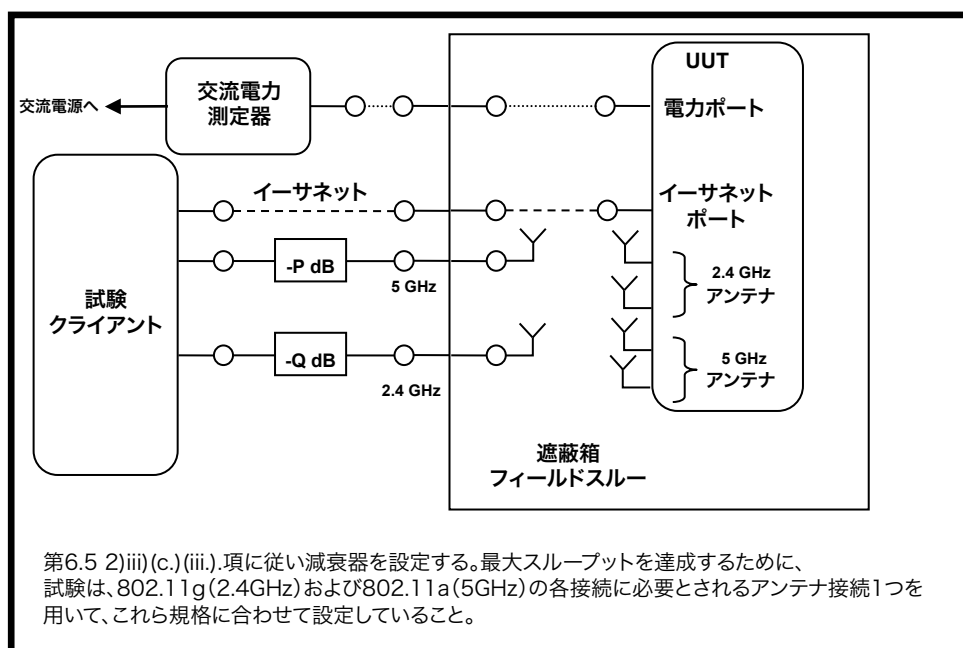 UUT
交流電源へ
交流電力
測定器
電力ポート
イーサネット
イーサネット
ポート
-P dB
5 GHz
2.4 GHz
アンテナ
試験
クライアント
-Q dB
2.4 GHz
5 GHz
アンテナ
遮蔽箱
フィールドスルー
第6.5 2)iii)(c.)(iii.).項に従い減衰器を設定する。最大スループットを達成するために、
試験は、802.11g(2.4GHz)および802.11a(5GHz)の各接続に必要とされるアンテナ接続1つを
用いて、これら規格に合わせて設定していること。